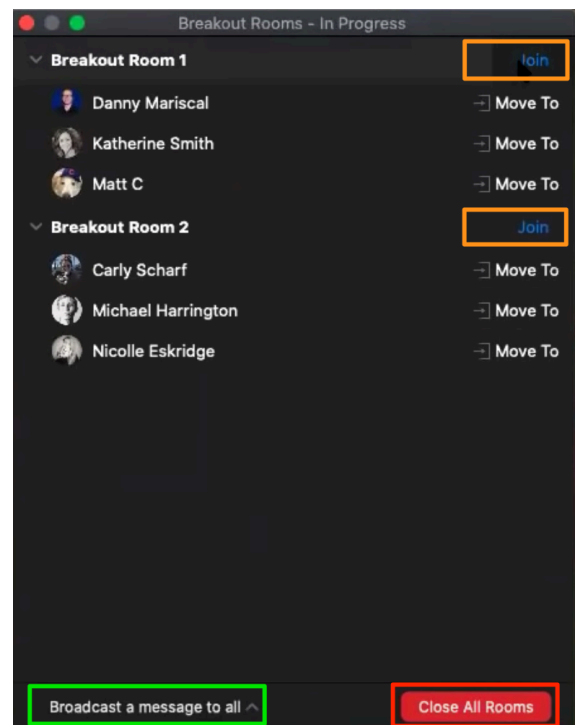 Breakout Rooms - In Progress
Breakout Room 1 Join
Danny Mariscal Move To
Katherine Smith Move To
Matt C Move To
Breakout Room 2 Join
Carly Scharf Move To
Michael Harrington Move To
Nicolle Eskridge Move To
Broadcast a message to all Close All Rooms